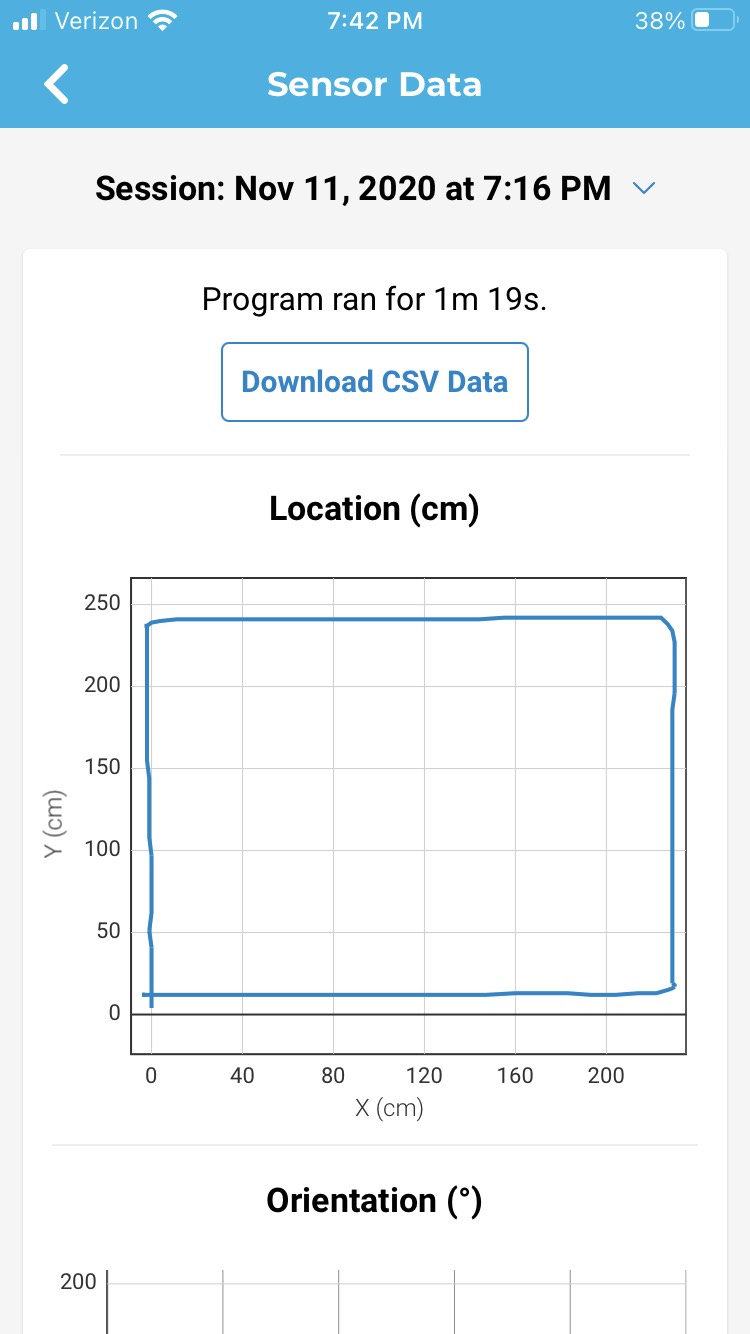 Verizon 7:42 PM 38%
Sensor Data
Session: Nov 11, 2020 at 7:16 PM
Program ran for 1m 19s.
Download CSV Data
Location (cm)
250
200
150
100
50
0
Y (cm)
0 40 80 120 160 200
X (cm)
Orientation (°)
200